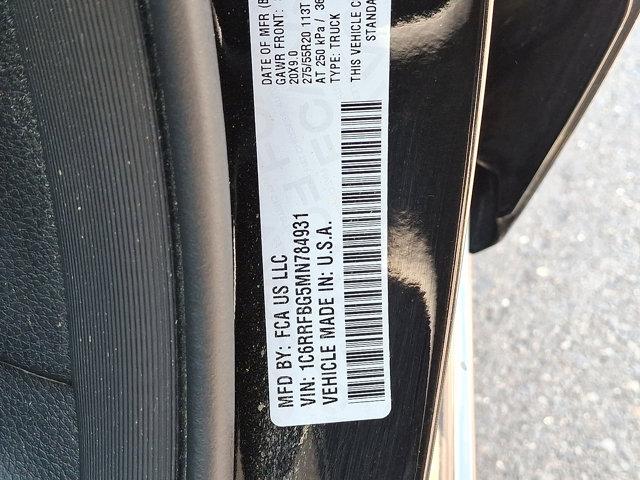 MFD BY: FCA US LLC
DATE OF MFR
VIN: 1C6RRFBG5MN784931
GAWR FRONT:
VEHICLE MADE IN: U.S.A.
20X9.0
275/55R20 113T
AT 250 kPa / 36
TYPE: TRUCK
THIS VEHICLE
STANDA